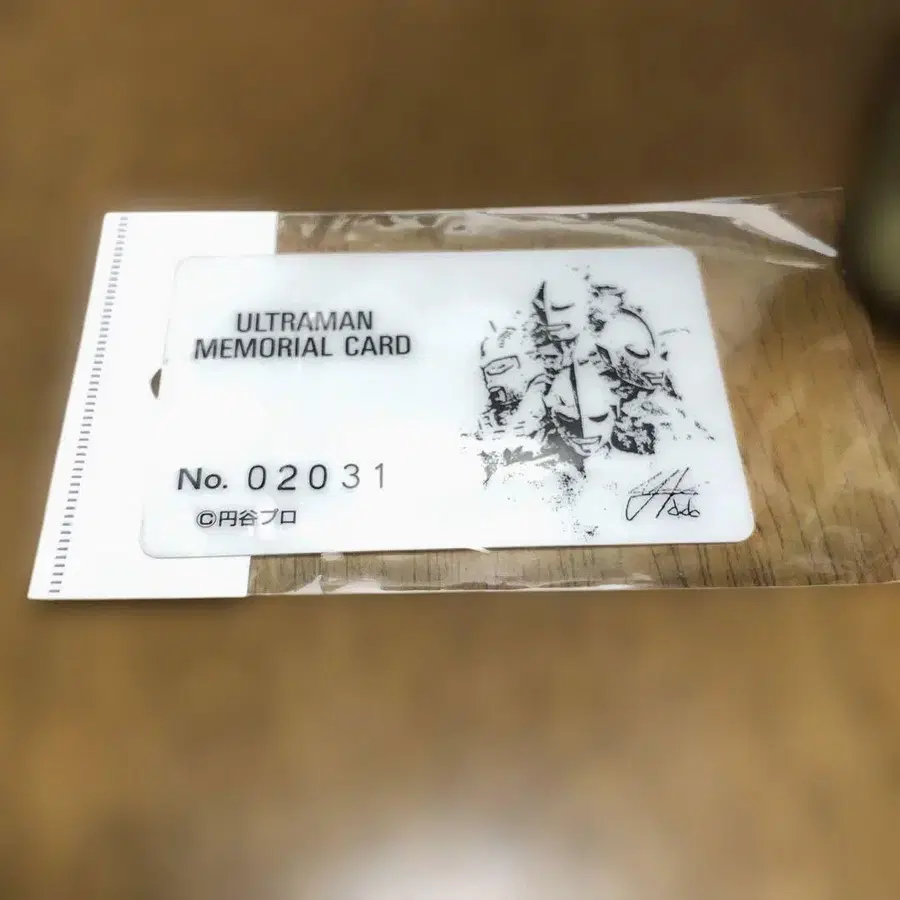 ULTRAMAN
MEMORIAL CARD
No. 02031
©円谷プロ